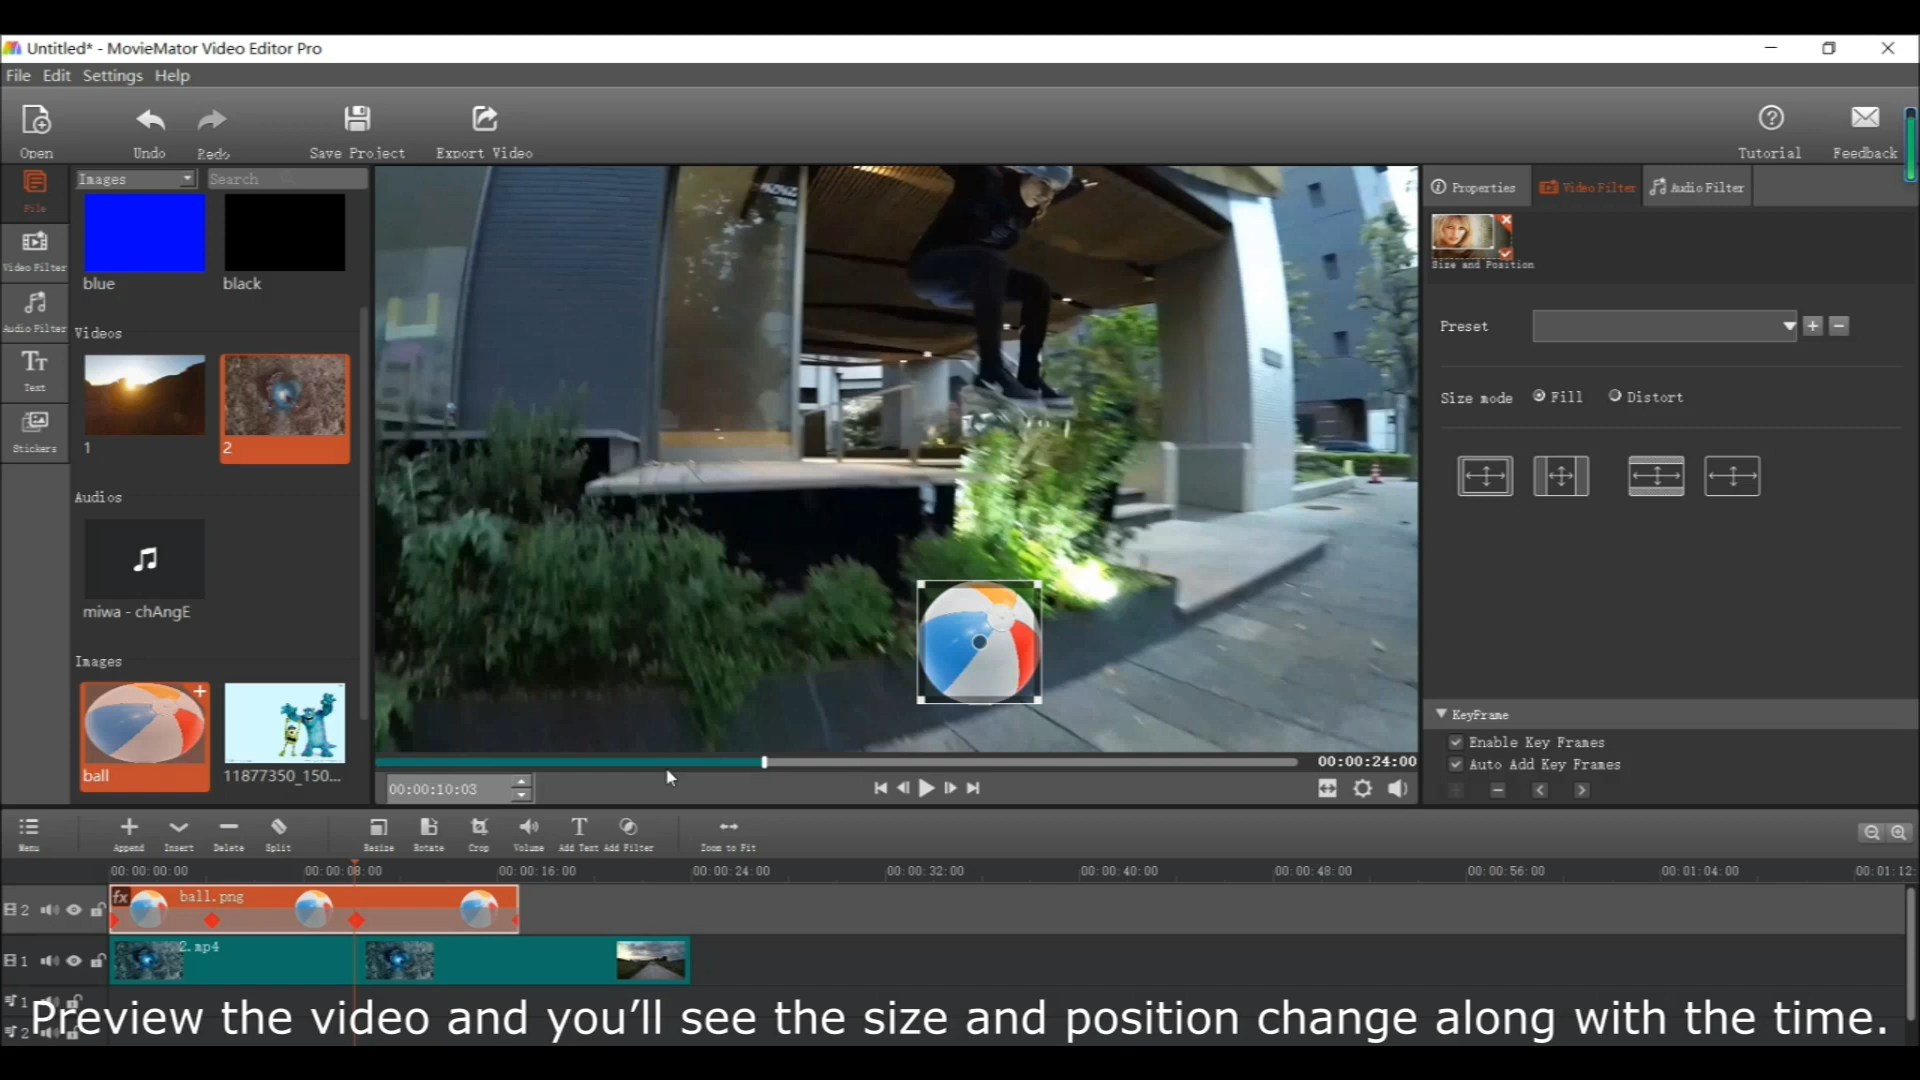 Untitled* - MovieMator Video Editor Pro
File Edit Settings Help
Open Undo Redo Save Project Export Video Tutorial Feedback
Images Search
File
Video Filter
Audio Filter
Text
Stickers
blue black
Videos
1 2
Audios
miwa - chAngE
Images
ball 11877350_150...
Properties Video Filter Audio Filter
Size and Position
Preset
Size mode Fill Distort
KeyFrame
Enable Key Frames
Auto Add Key Frames
00:00:24:00
00:00:10:03
Menu Append Insert Delete Split Resize Rotate Crop Volume Add Text Add Filter Zoom to Fit
00:00:00:00 00:00:08:00 00:00:16:00 00:00:24:00 00:00:32:00 00:00:40:00 00:00:48:00 00:00:56:00 00:01:04:00 00:01:12:
2 fx ball.png
1 2.mp4
1
2
Preview the video and you’ll see the size and position change along with the time.